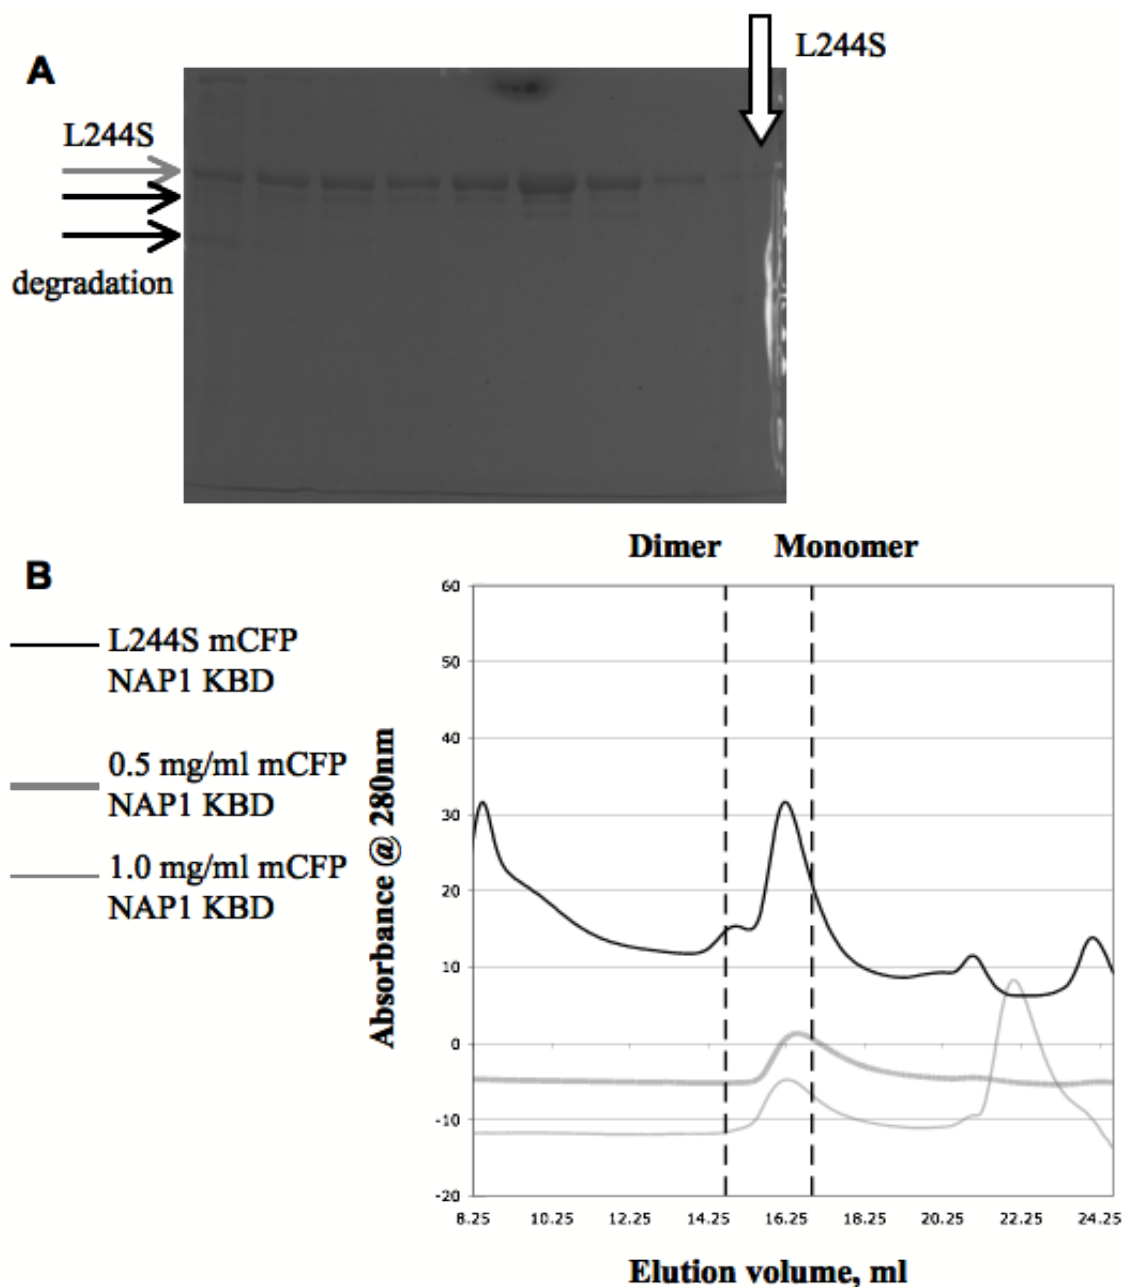 A
L244S
L244S
degradation
Dimer Monomer
B
L244S mCFP
NAP1 KBD
0.5 mg/ml mCFP
NAP1 KBD
1.0 mg/ml mCFP
NAP1 KBD
Absorbance @ 280nm
60
50
40
30
20
10
0
-10
-20
8.25 10.25 12.25 14.25 16.25 18.25 20.25 22.25 24.25
Elution volume, ml